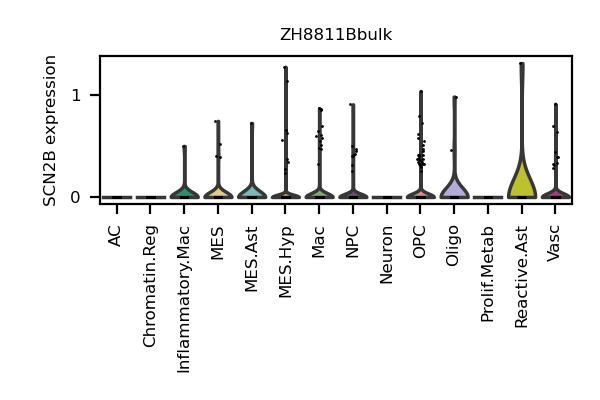 ZH8811Bbulk
SCN2B expression
1
0
AC
Chromatin.Reg
Inflammatory.Mac
MES
MES.Ast
MES.Hyp
Mac
NPC
Neuron
OPC
Oligo
Prolif.Metab
Reactive.Ast
Vasc